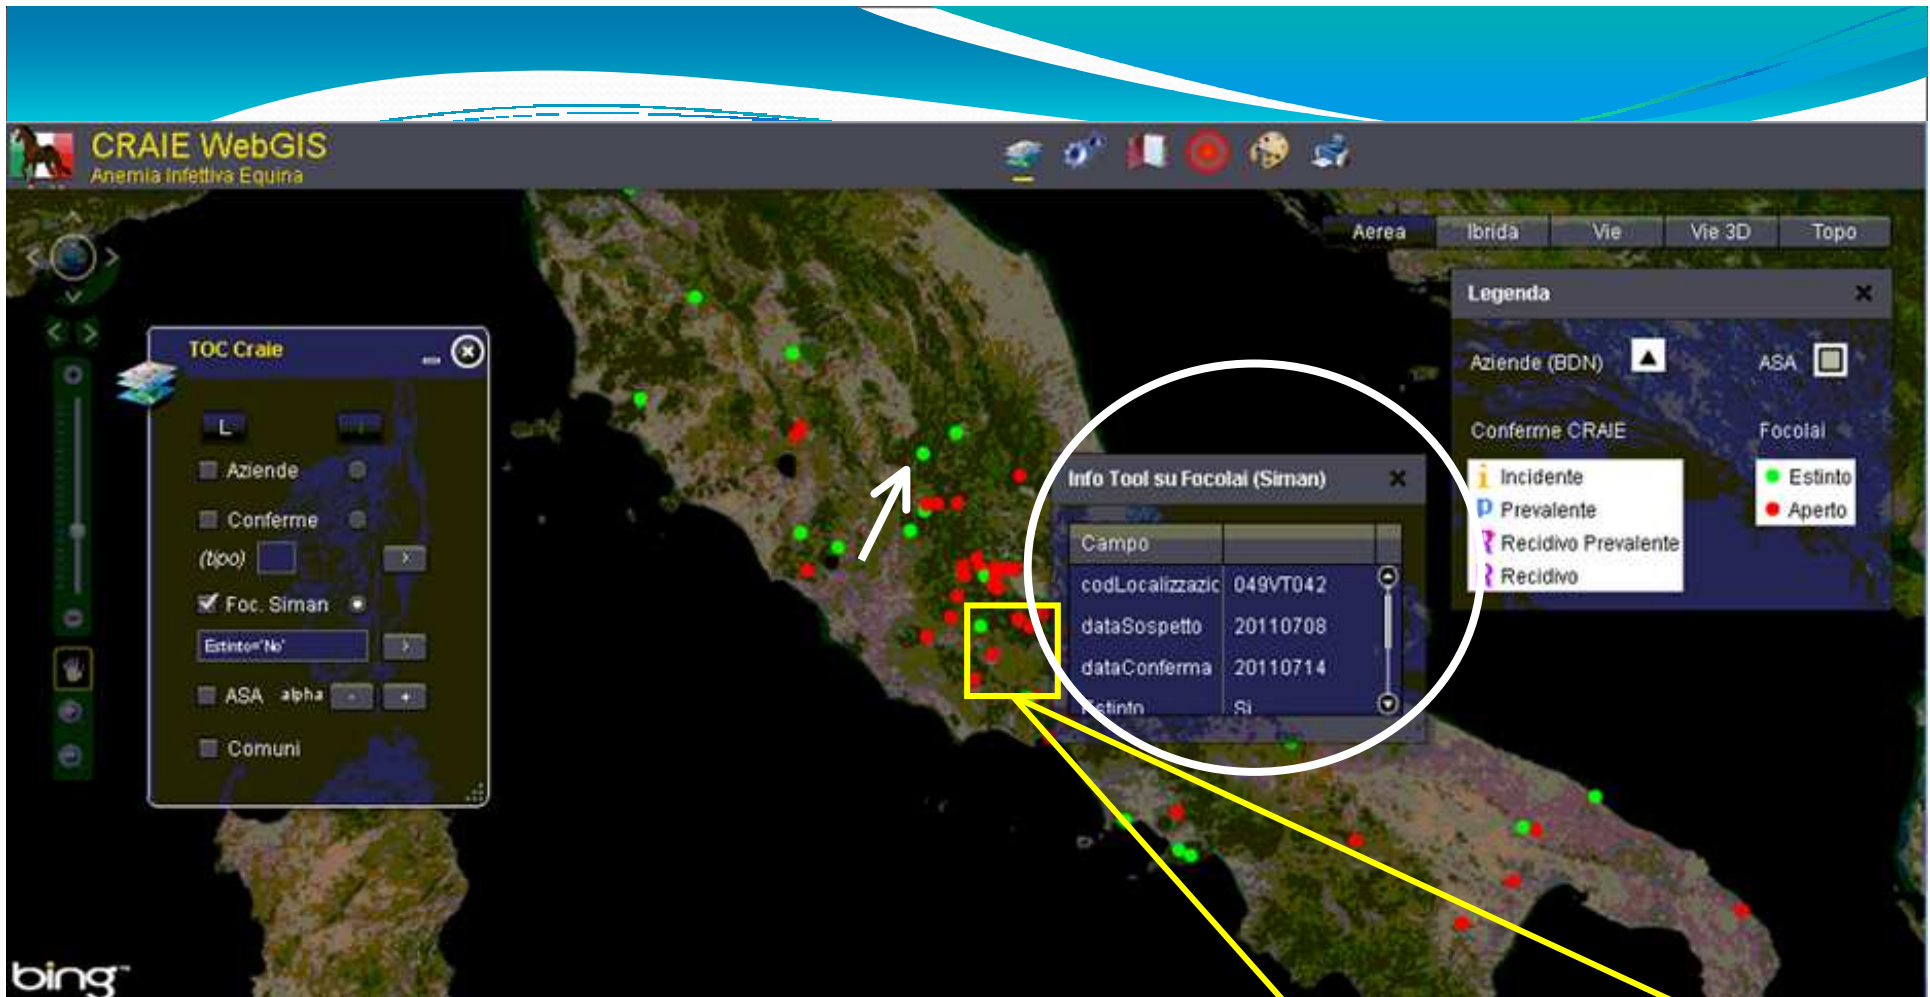 CRAIE WebGIS
Anemia Infettiva Equina
Aerea
Ibrida
Vie
Vie 3D
Topo
TOC Craie
L
Aziende
Conferme
(tipo)
>
Foc. Siman
Estinto='No'
>
ASA alpha - +
Comuni
Info Tool su Focolai (Siman)
Campo
codLocalizzazic 049VT042
dataSospetto 20110708
dataConferma 20110714
Estinto Si
Legenda
Aziende (BDN)
ASA
Conferme CRAIE
i Incidente
p Prevalente
R Recidivo Prevalente
R Recidivo
Focolai
Estinto
Aperto
bing™